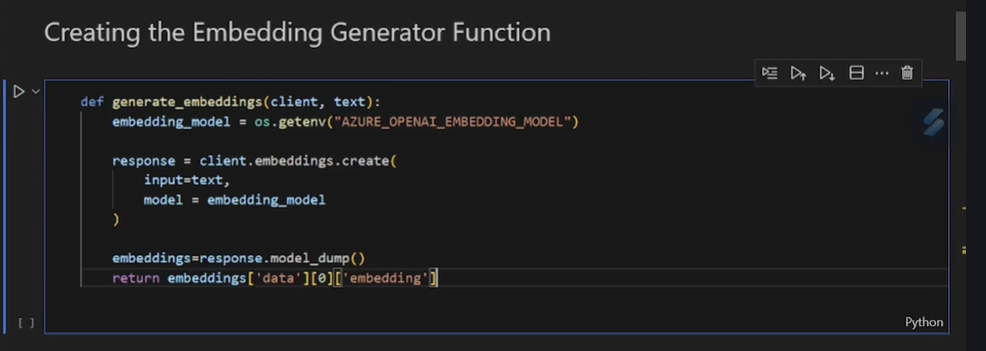 Creating the Embedding Generator Function
def generate_embeddings(client, text):
embedding_model = os.getenv("AZURE_OPENAI_EMBEDDING_MODEL")
response = client.embeddings.create(
input=text,
model = embedding_model
)
embeddings=response.model_dump()
return embeddings['data'][0]['embedding']
[ ]
Python